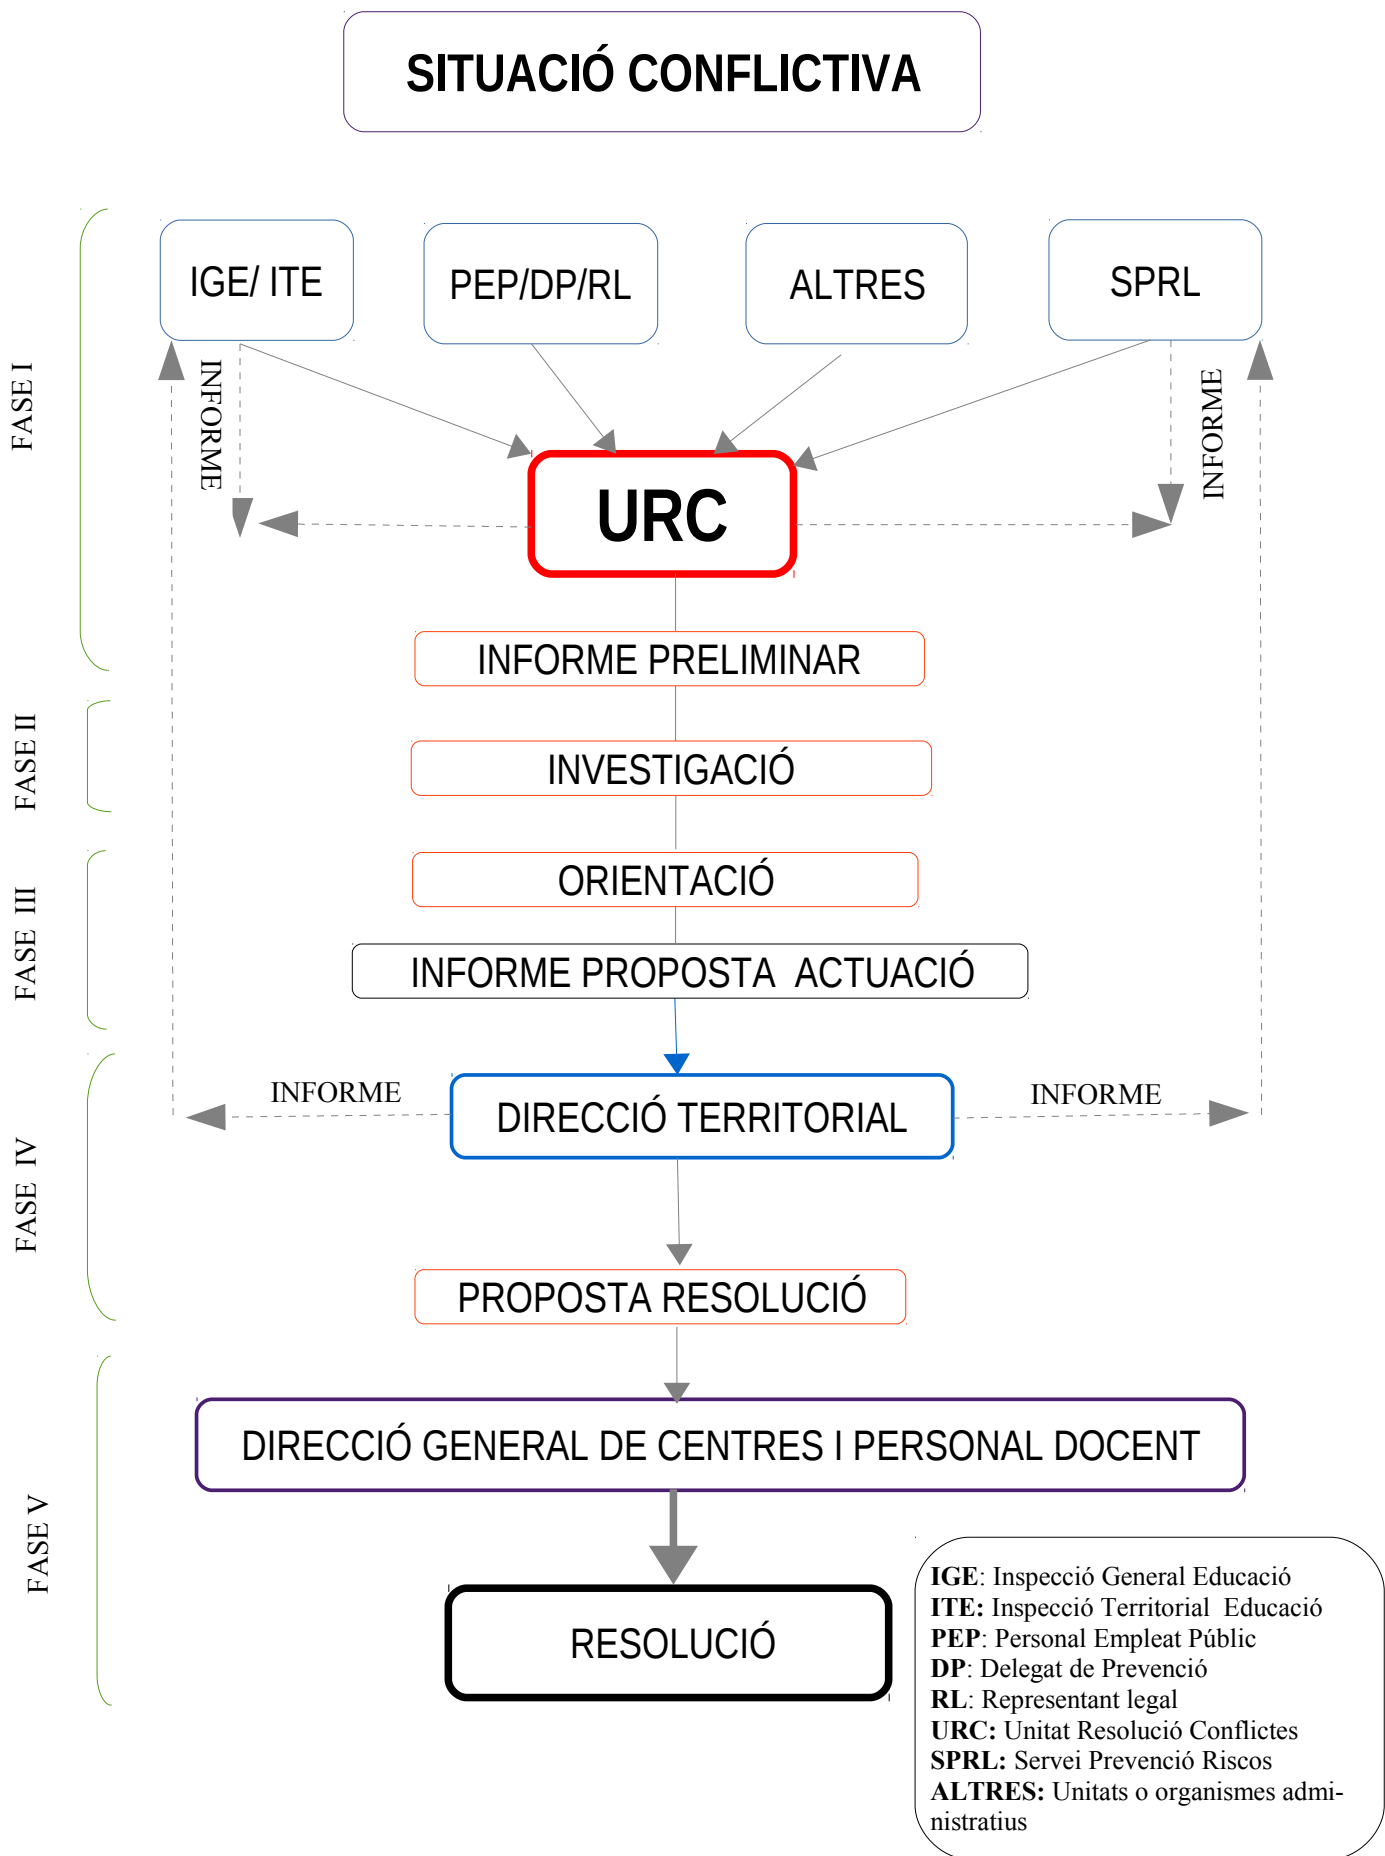 SITUACIÓ CONFLICTIVA
FASE I
IGE/ ITE
PEP/DP/RL
ALTRES
SPRL
INFORME
INFORME
URC
INFORME PRELIMINAR
FASE II
INVESTIGACIÓ
FASE III
ORIENTACIÓ
INFORME PROPOSTA ACTUACIÓ
FASE IV
INFORME
DIRECCIÓ TERRITORIAL
INFORME
PROPOSTA RESOLUCIÓ
FASE V
DIRECCIÓ GENERAL DE CENTRES I PERSONAL DOCENT
RESOLUCIÓ
IGE: Inspecció General Educació
ITE: Inspecció Territorial Educació
PEP: Personal Empleat Públic
DP: Delegat de Prevenció
RL: Representant legal
URC: Unitat Resolució Conflictes
SPRL: Servei Prevenció Riscos
ALTRES: Unitats o organismes admi-
nistratius